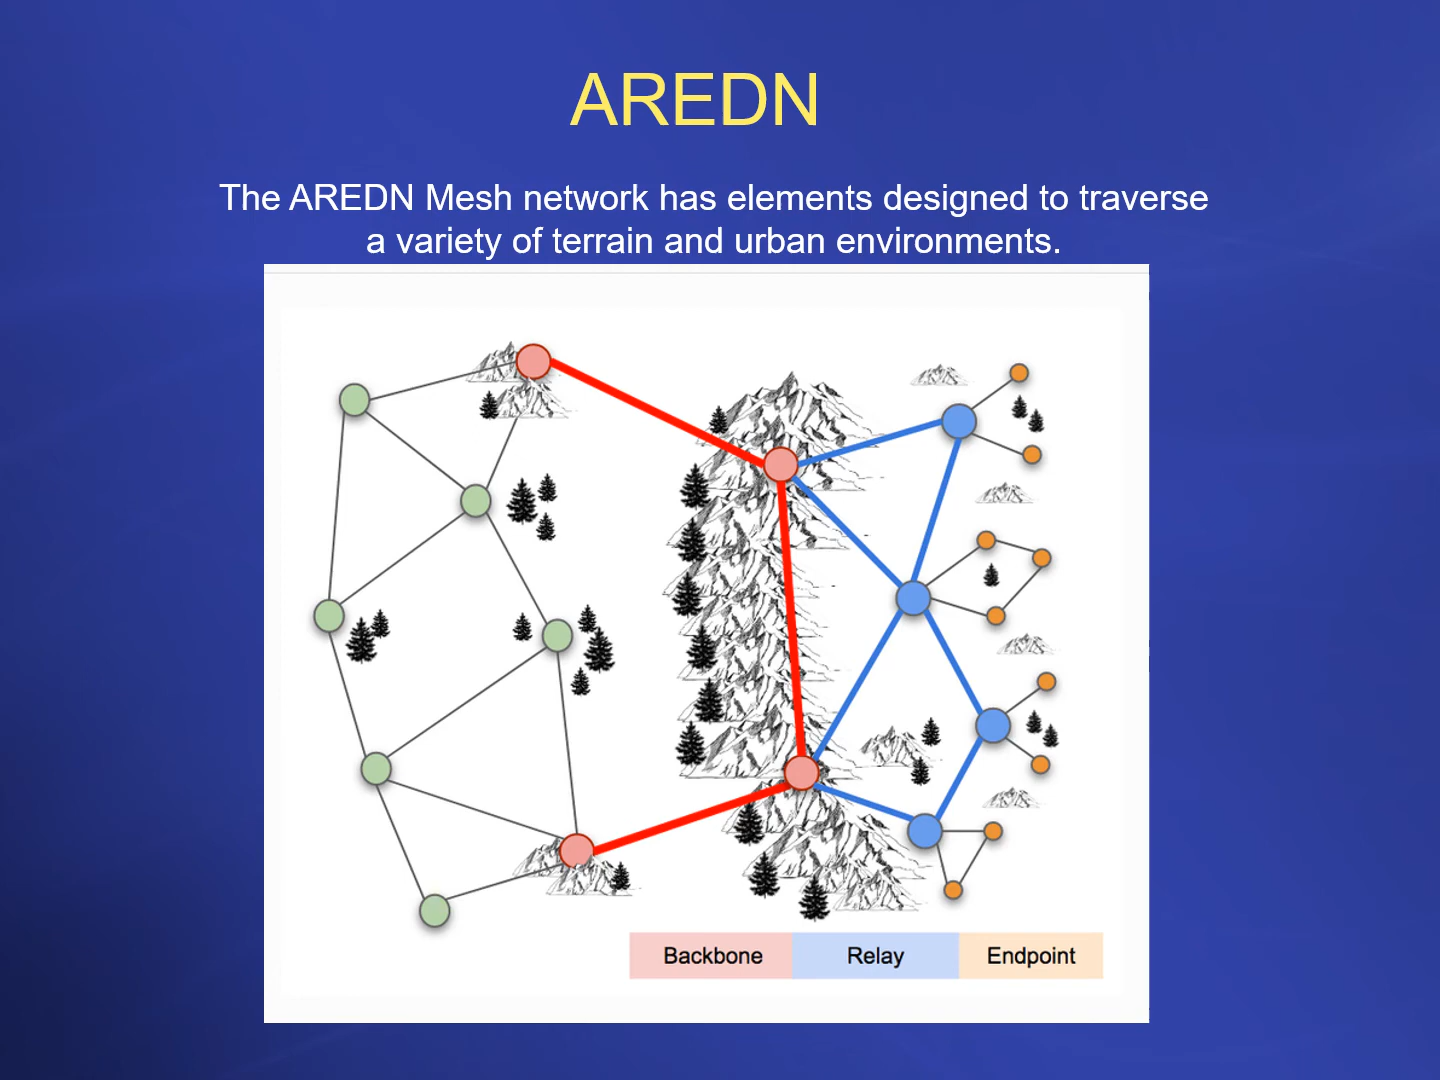 AREDN
The AREDN Mesh network has elements designed to traverse
a variety of terrain and urban environments.
Backbone
Relay
Endpoint